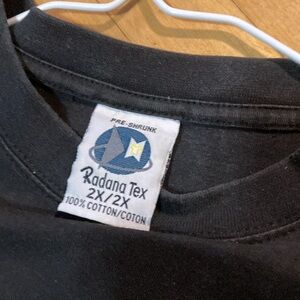 PRE-SHRUNK
Radana Tex
2X/2X
100% COTTON/COTON